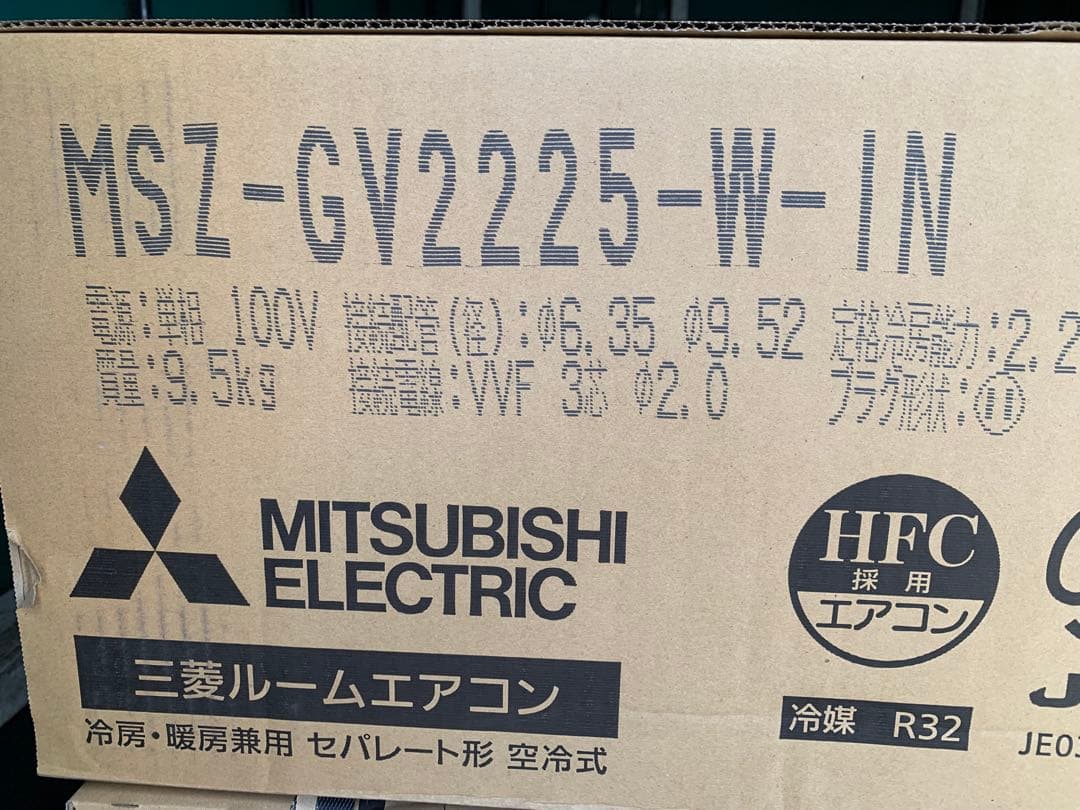 MSZ-GV2225-W-IN
電源:単相 100V 接続配管(径):φ6.35 φ9.52 定格冷房能力:2.2
質量:9.5kg 接続電線:VVF 3芯 φ2.0 プラグ形状:
MITSUBISHI
ELECTRIC
HFC
採用
エアコン
三菱ルームエアコン
冷房・暖房兼用 セパレート形 空冷式
冷媒 R32
JE0